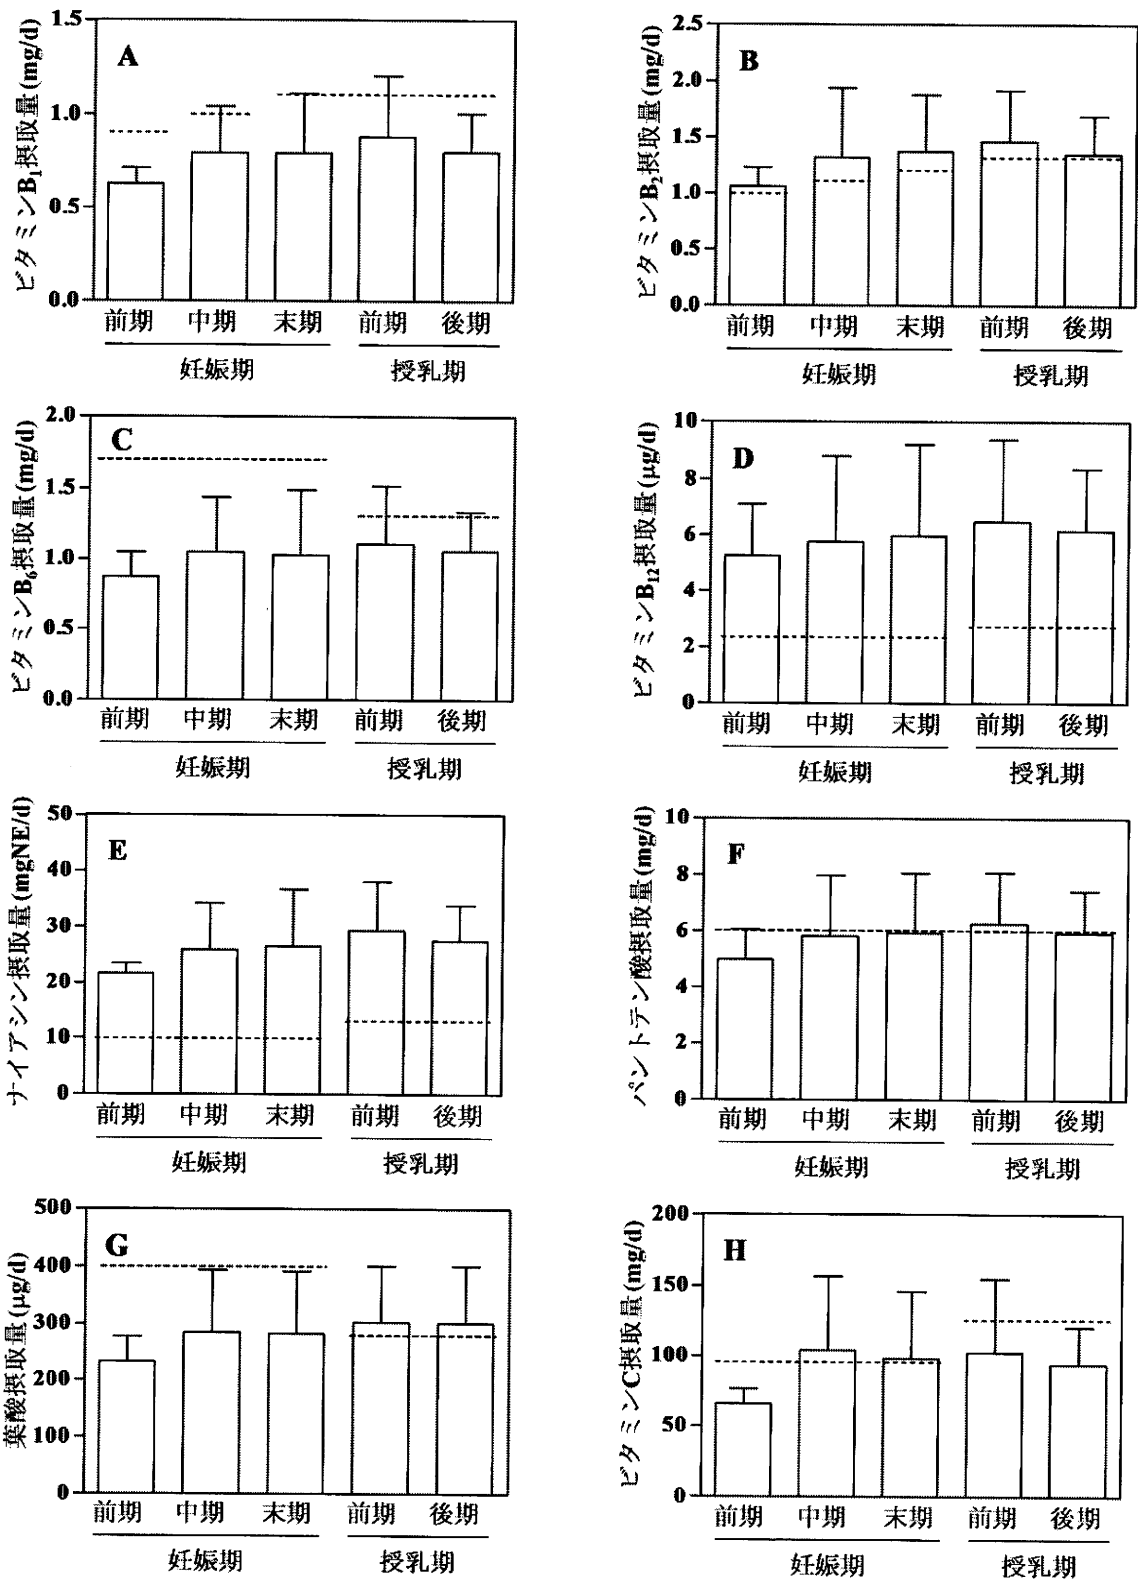 A
ビタミンB1摂取量(mg/d)
1.5
1.0
0.5
0.0
前期 中期 末期 前期 後期
妊娠期 授乳期
B
ビタミンB2摂取量(mg/d)
2.5
2.0
1.5
1.0
0.5
0.0
前期 中期 末期 前期 後期
妊娠期 授乳期
C
ビタミンB6摂取量(mg/d)
2.0
1.5
1.0
0.5
0.0
前期 中期 末期 前期 後期
妊娠期 授乳期
D
ビタミンB12摂取量(μg/d)
10
8
6
4
2
0
前期 中期 末期 前期 後期
妊娠期 授乳期
E
ナイアシン摂取量(mgNE/d)
50
40
30
20
10
0
前期 中期 末期 前期 後期
妊娠期 授乳期
F
パントテン酸摂取量(mg/d)
10
8
6
4
2
0
前期 中期 末期 前期 後期
妊娠期 授乳期
G
葉酸摂取量(μg/d)
500
400
300
200
100
0
前期 中期 末期 前期 後期
妊娠期 授乳期
H
ビタミンC摂取量(mg/d)
200
150
100
50
0
前期 中期 末期 前期 後期
妊娠期 授乳期